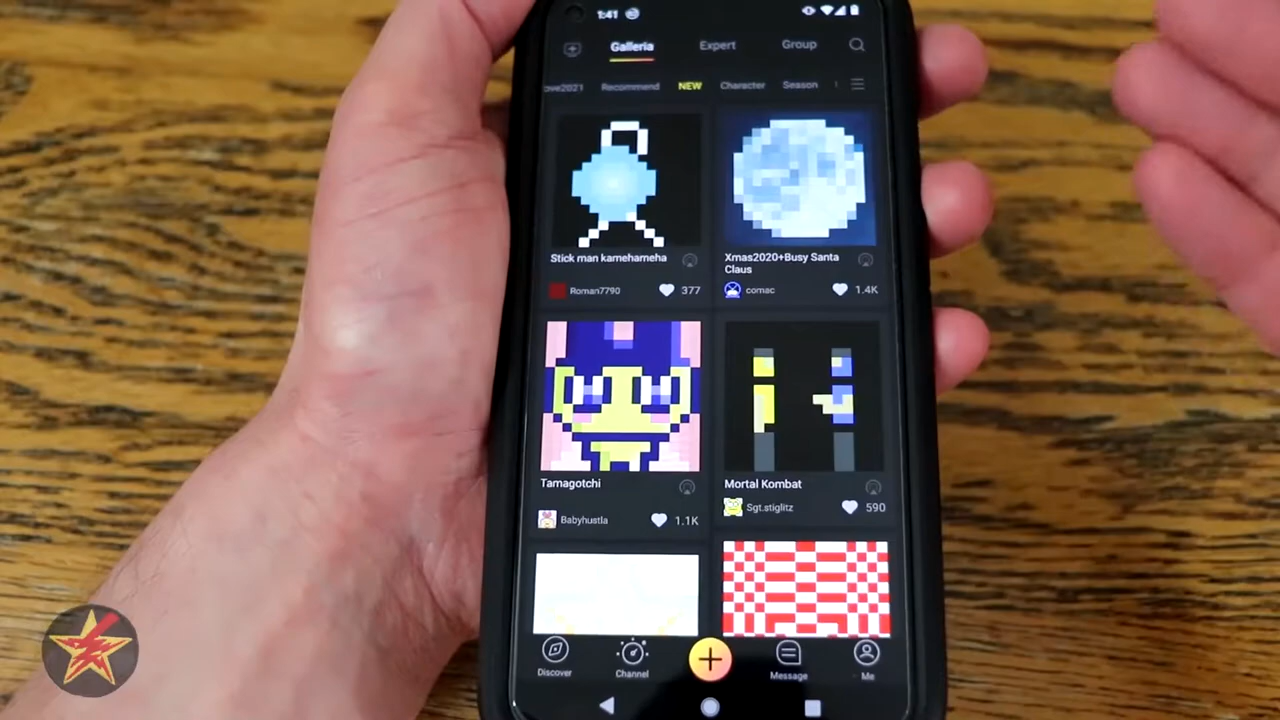 1:41
Galleria Expert Group
ove2021 Recommend NEW Character Season
Stick man kamehameha
Roman7790 377
Xmas2020+Busy Santa
Claus
comac 1.4K
Tamagotchi
Babyhustla 1.1K
Mortal Kombat
Sgt.stiglitz 590
Discover Channel Message Me